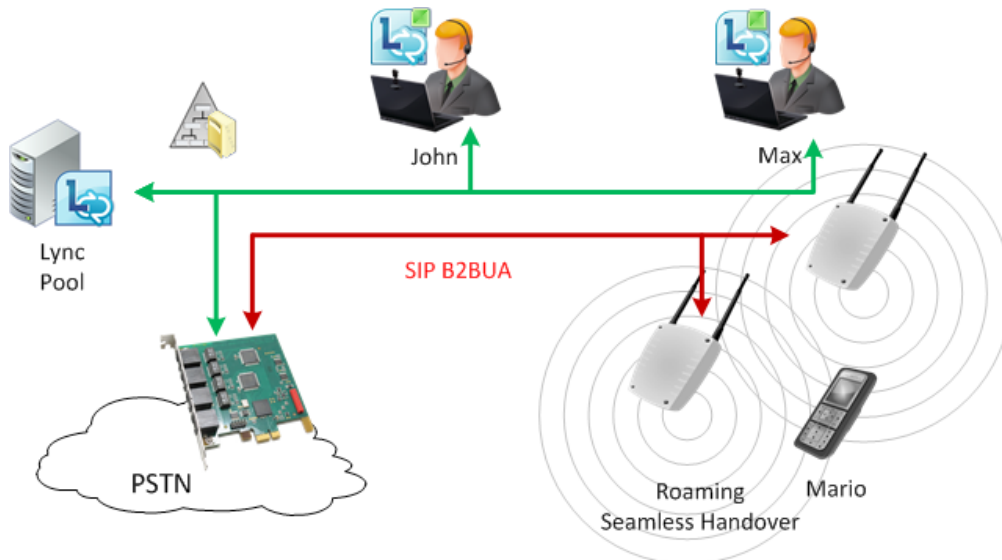 John
Max
Lync
Pool
SIP B2BUA
PSTN
Roaming
Seamless Handover
Mario